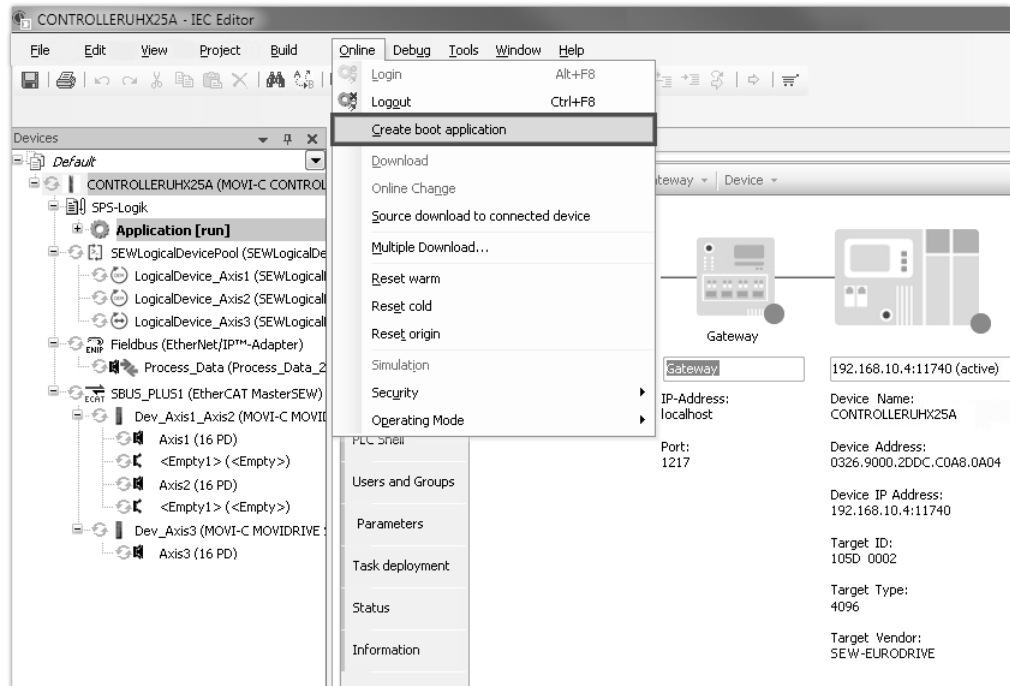 CONTROLLERUHX25A - IEC Editor
File Edit View Project Build Online Debug Tools Window Help
Login Alt+F8
Logout Ctrl+F8
Create boot application
Download
Online Change
Source download to connected device
Multiple Download...
Reset warm
Reset cold
Reset origin
Simulation
Security
Operating Mode
Devices
Default
CONTROLLERUHX25A (MOVI-C CONTROL
SPS-Logik
Application [run]
SEWLogicalDevicePool (SEWLogicalDe
LogicalDevice_Axis1 (SEWLogical
LogicalDevice_Axis2 (SEWLogical
LogicalDevice_Axis3 (SEWLogical
ENIP Fieldbus (EtherNet/IP™-Adapter)
Process_Data (Process_Data_2
ECAT SBUS_PLUS1 (EtherCAT MasterSEW)
Dev_Axis1_Axis2 (MOVI-C MOVI
Axis1 (16 PD)
<Empty1> (<Empty>)
Axis2 (16 PD)
<Empty1> (<Empty>)
Dev_Axis3 (MOVI-C MOVIDRIVE
Axis3 (16 PD)
PLC Shell
Users and Groups
Parameters
Task deployment
Status
Information
teway Device
Gateway
Gateway
IP-Address:
localhost
Port:
1217
192.168.10.4:11740 (active)
Device Name:
CONTROLLERUHX25A
Device Address:
0326.9000.2DDC.C0A8.0A04
Device IP Address:
192.168.10.4:11740
Target ID:
105D 0002
Target Type:
4096
Target Vendor:
SEW-EURODRIVE